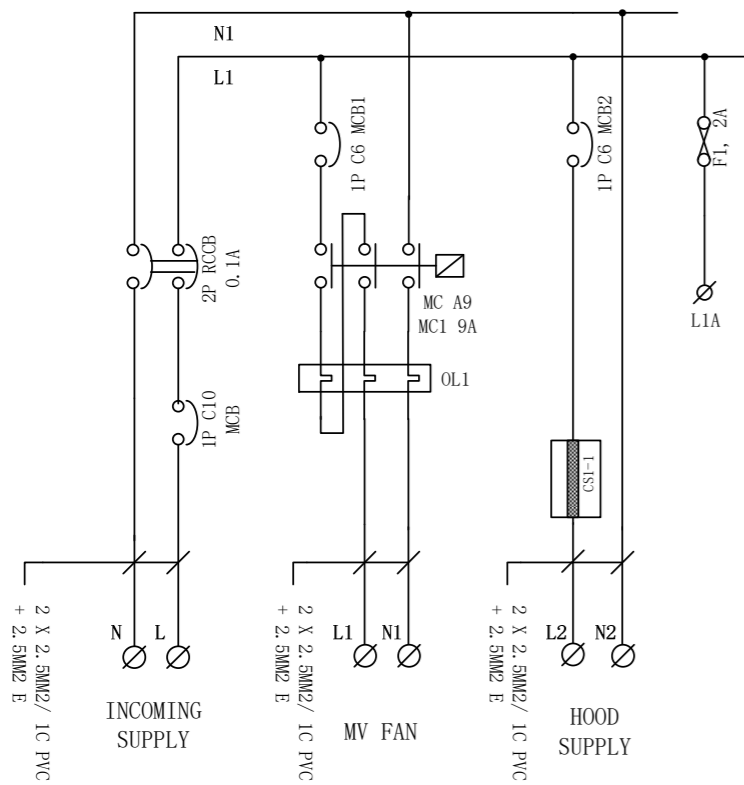 N1
L1
1P C6 MCB1
1P C6 MCB2
F1, 2A
2P RCCB
0.1A
MC A9
MC1 9A
L1A
OL1
1P C10
MCB
CS1-1
N
L
L1
N1
L2
N2
2 X 2.5MM2/ 1C PVC
+ 2.5MM2 E
2 X 2.5MM2/ 1C PVC
+ 2.5MM2 E
2 X 2.5MM2/ 1C PVC
+ 2.5MM2 E
INCOMING
SUPPLY
MV FAN
HOOD
SUPPLY